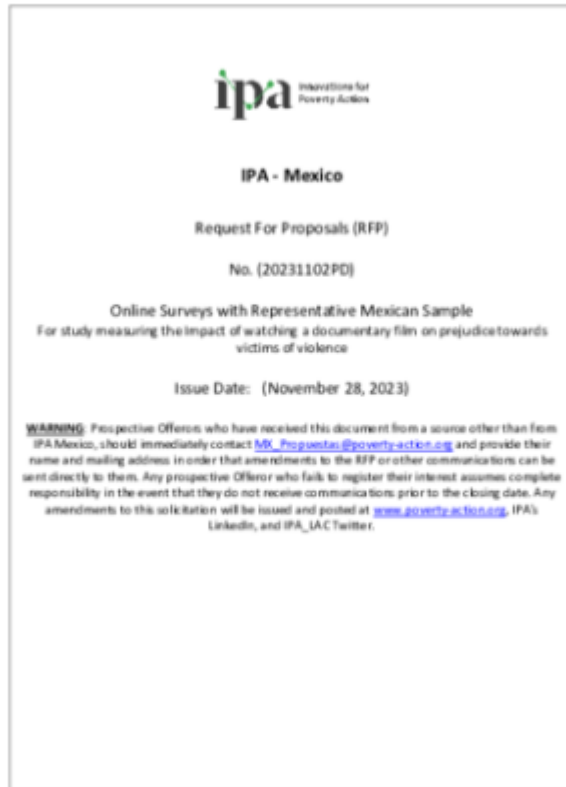 ipa Innovations for
Poverty Action
IPA - Mexico
Request For Proposals (RFP)
No. (20231102PD)
Online Surveys with Representative Mexican Sample
For study measuring the impact of watching a documentary film on prejudice towards
victims of violence
Issue Date: (November 28, 2023)
WARNING: Prospective Offerors who have received this document from a source other than from
IPA Mexico, should immediately contact MX_Propuestas@poverty-action.org and provide their
name and mailing address in order that amendments to the RFP or other communications can be
sent directly to them. Any prospective Offeror who fails to register their interest assumes complete
responsibility in the event that they do not receive communications prior to the closing date. Any
amendments to this solicitation will be issued and posted at www.poverty-action.org, IPA's
LinkedIn, and IPA_LAC Twitter.